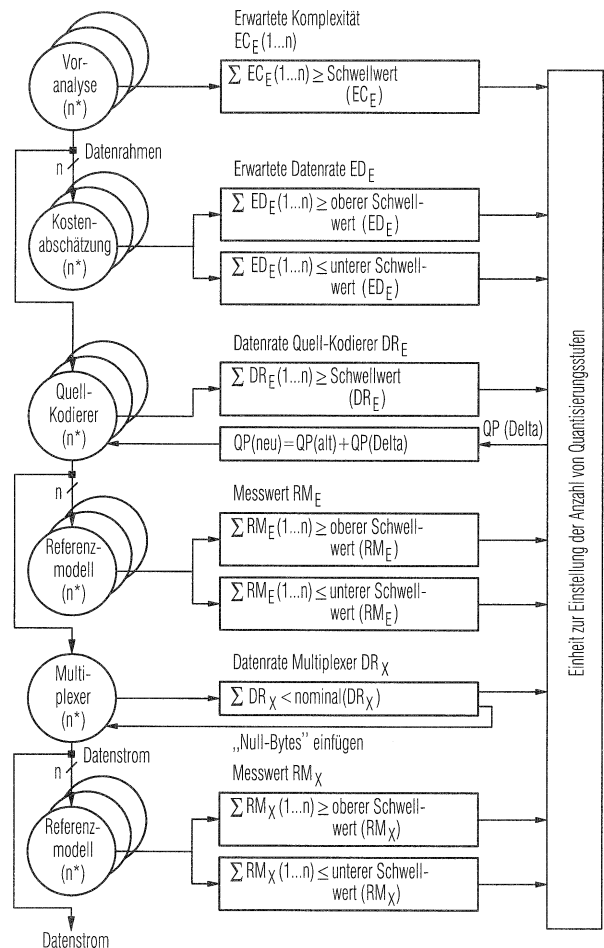 Erwartete Komplexität
EC_E (1...n)
Vor-
analyse
(n*)
∑ EC_E (1...n) ≥ Schwellwert
(EC_E)
n
Datenrahmen
Erwartete Datenrate ED_E
Kosten-
abschätzung
(n*)
∑ ED_E (1...n) ≥ oberer Schwell-
wert (ED_E)
∑ ED_E (1...n) ≤ unterer Schwell-
wert (ED_E)
Datenrate Quell-Kodierer DR_E
Quell-
Kodierer
(n*)
∑ DR_E (1...n) ≥ Schwellwert
(DR_E)
QP(neu) = QP(alt) + QP(Delta)
QP (Delta)
n
Messwert RM_E
Referenz-
modell
(n*)
∑ RM_E (1...n) ≥ oberer Schwell-
wert (RM_E)
∑ RM_E (1...n) ≤ unterer Schwell-
wert (RM_E)
Datenrate Multiplexer DR_X
Multi-
plexer
(n*)
∑ DR_X < nominal(DR_X)
„Null-Bytes” einfügen
n
Datenstrom
Messwert RM_X
Referenz-
modell
(n*)
∑ RM_X (1...n) ≥ oberer Schwell-
wert (RM_X)
∑ RM_X (1...n) ≤ unterer Schwell-
wert (RM_X)
Datenstrom
Einheit zur Einstellung der Anzahl von Quantisierungsstufen